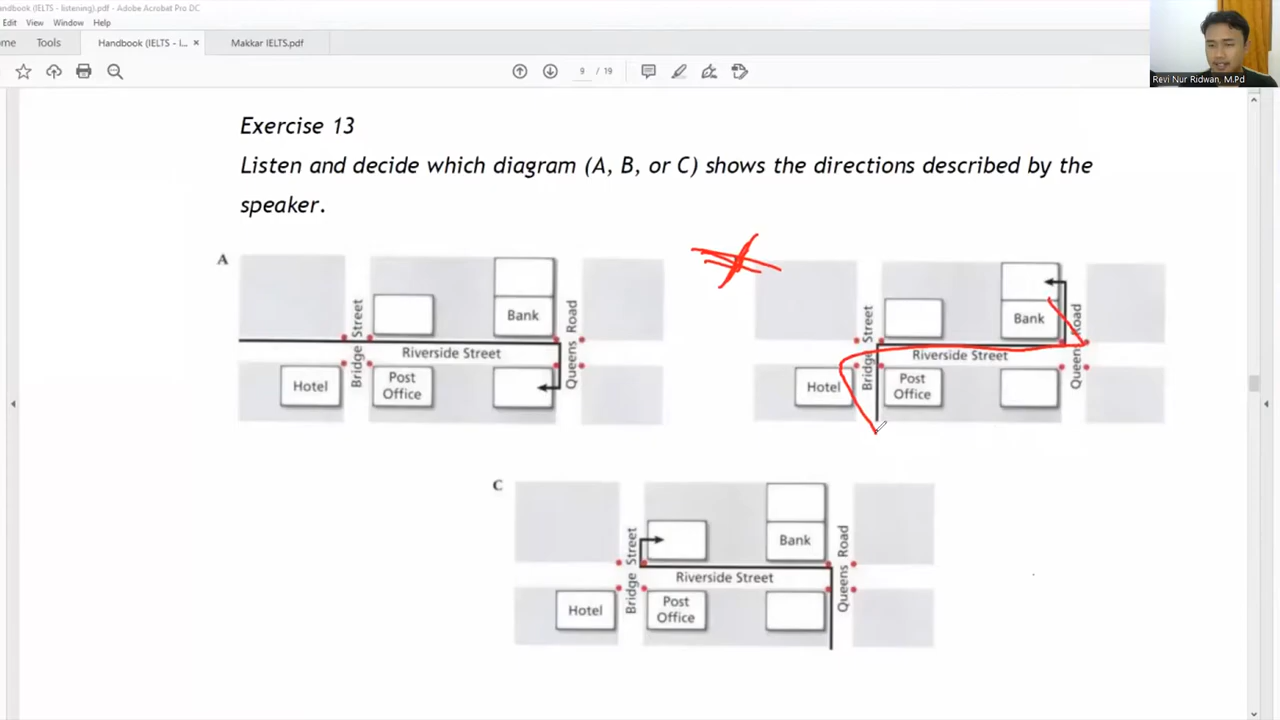 andbook (IELTS - listening).pdf - Adobe Acrobat Pro DC
Edit View Window Help
ome Tools Handbook (IELTS - l... × Makkar IELTS.pdf
9 / 19
Revi Nur Ridwan, M.Pd
Exercise 13
Listen and decide which diagram (A, B, or C) shows the directions described by the
speaker.
A
Bridge Street
Bank
Queens Road
Riverside Street
Hotel
Post
Office
Bridge Street
Bank
Queens Road
Riverside Street
Hotel
Post
Office
C
Bridge Street
Bank
Queens Road
Riverside Street
Hotel
Post
Office